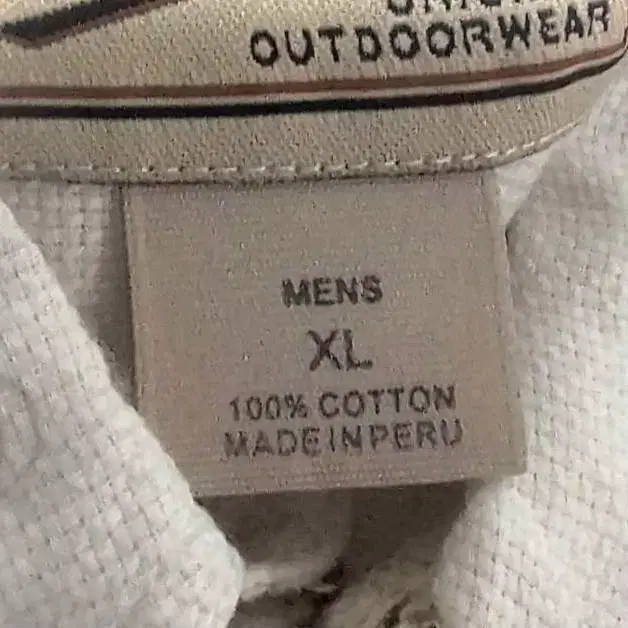 OUTDOORWEAR
MENS
XL
100% COTTON
MADE IN PERU